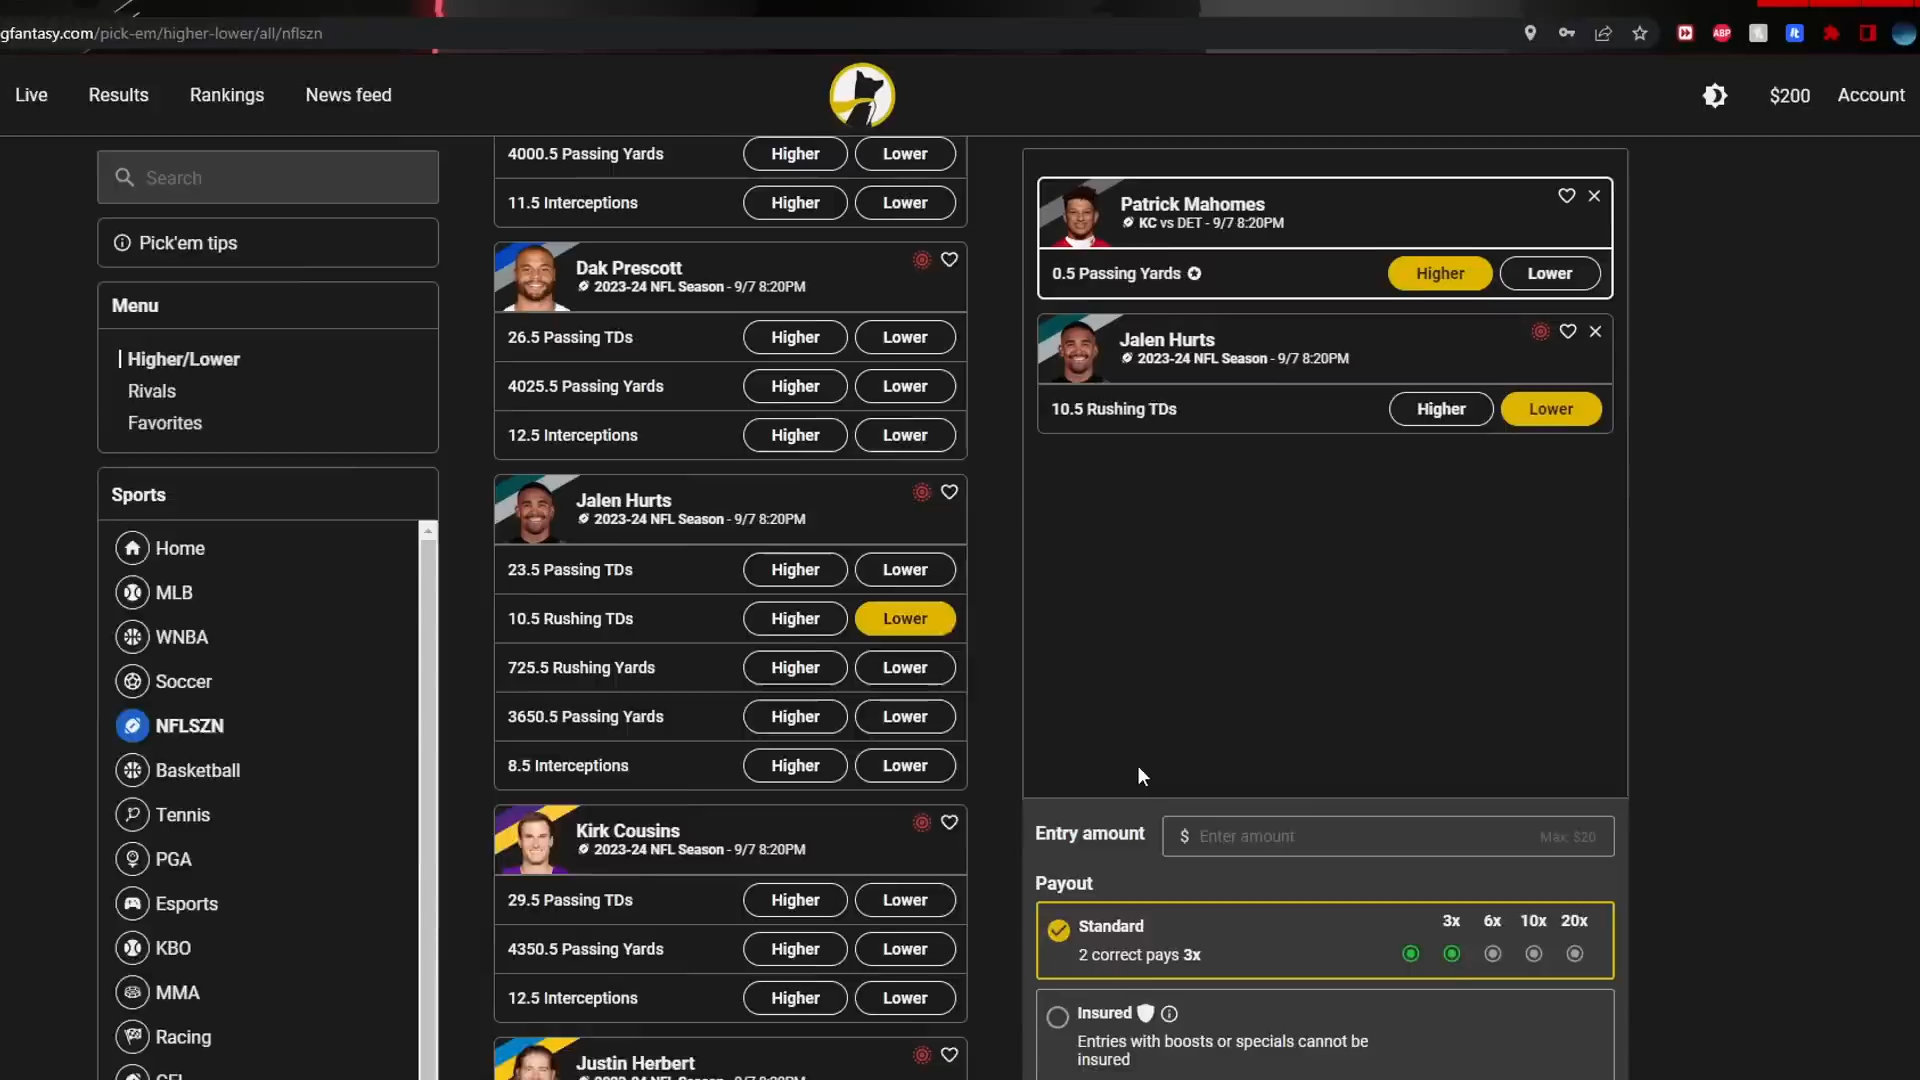 gfantasy.com/pick-em/higher-lower/all/nflszn
ABP
Live Results Rankings News feed
$200 Account
Search
Pick'em tips
Menu
Higher/Lower
Rivals
Favorites
Sports
Home
MLB
WNBA
Soccer
NFLSZN
Basketball
Tennis
PGA
Esports
KBO
MMA
Racing
4000.5 Passing Yards Higher Lower
11.5 Interceptions Higher Lower
Dak Prescott
2023-24 NFL Season - 9/7 8:20PM
26.5 Passing TDs Higher Lower
4025.5 Passing Yards Higher Lower
12.5 Interceptions Higher Lower
Jalen Hurts
2023-24 NFL Season - 9/7 8:20PM
23.5 Passing TDs Higher Lower
10.5 Rushing TDs Higher Lower
725.5 Rushing Yards Higher Lower
3650.5 Passing Yards Higher Lower
8.5 Interceptions Higher Lower
Kirk Cousins
2023-24 NFL Season - 9/7 8:20PM
29.5 Passing TDs Higher Lower
4350.5 Passing Yards Higher Lower
12.5 Interceptions Higher Lower
Justin Herbert
Patrick Mahomes
KC vs DET - 9/7 8:20PM
0.5 Passing Yards Higher Lower
Jalen Hurts
2023-24 NFL Season - 9/7 8:20PM
10.5 Rushing TDs Higher Lower
Entry amount $ Enter amount Max: $20
Payout
Standard 3x 6x 10x 20x
2 correct pays 3x
Insured
Entries with boosts or specials cannot be
insured